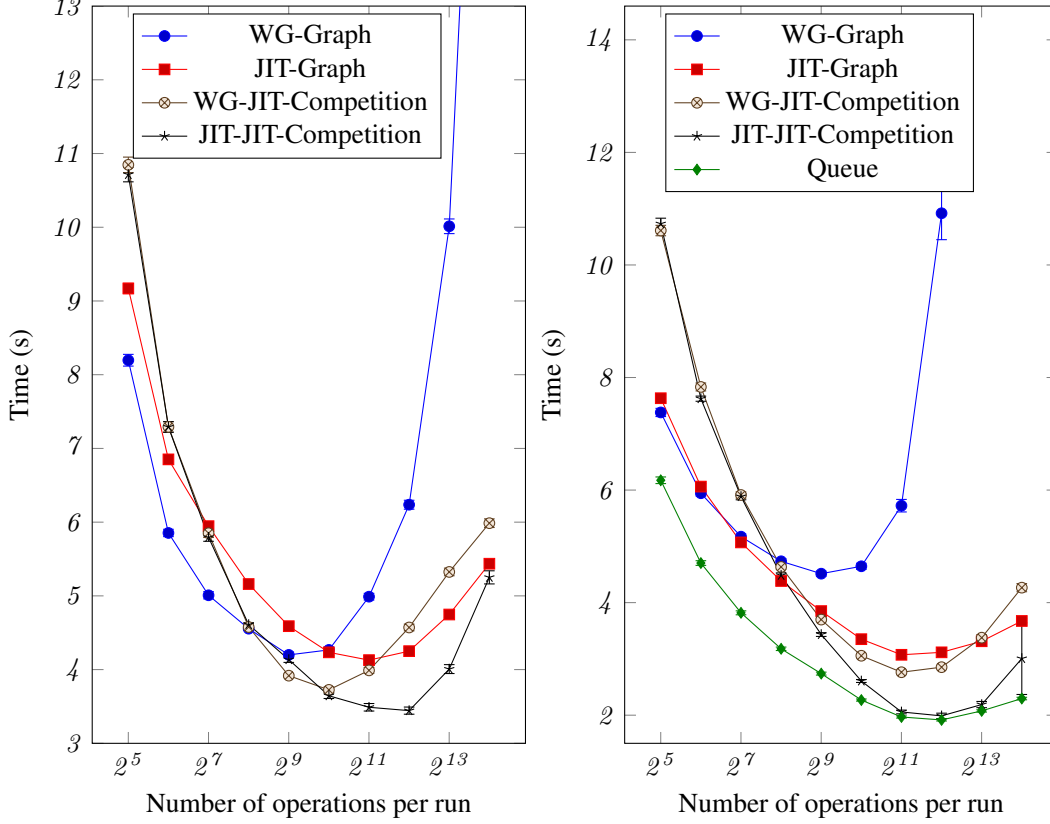 WG-Graph
JIT-Graph
WG-JIT-Competition
JIT-JIT-Competition
13
12
11
10
9
8
7
6
5
4
3
Time (s)
2^5
2^7
2^9
2^11
2^13
Number of operations per run
WG-Graph
JIT-Graph
WG-JIT-Competition
JIT-JIT-Competition
Queue
14
12
10
8
6
4
2
Time (s)
2^5
2^7
2^9
2^11
2^13
Number of operations per run